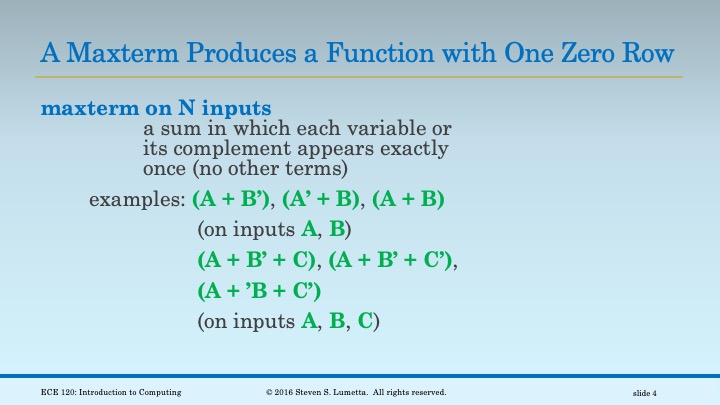 A Maxterm Produces a Function with One Zero Row
maxterm on N inputs
a sum in which each variable or
its complement appears exactly
once (no other terms)
examples: (A + B’), (A’ + B), (A + B)
(on inputs A, B)
(A + B’ + C), (A + B’ + C’),
(A + ’B + C’)
(on inputs A, B, C)
ECE 120: Introduction to Computing © 2016 Steven S. Lumetta. All rights reserved. slide 4